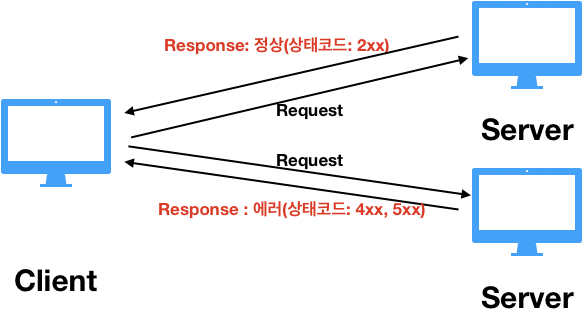 Response: 정상(상태코드: 2xx)
Request
Server
Request
Response : 에러(상태코드: 4xx, 5xx)
Client
Server